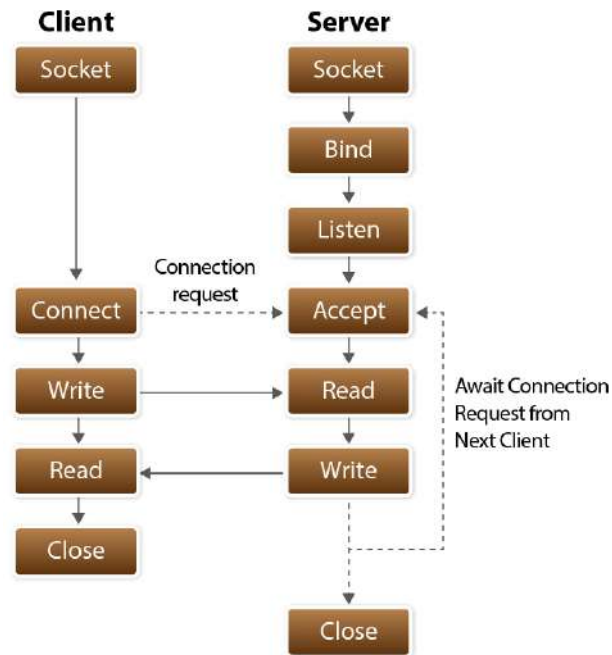 Client
Server
Socket
Socket
Bind
Listen
Connection
request
Connect
Accept
Write
Read
Await Connection
Request from
Next Client
Read
Write
Close
Close